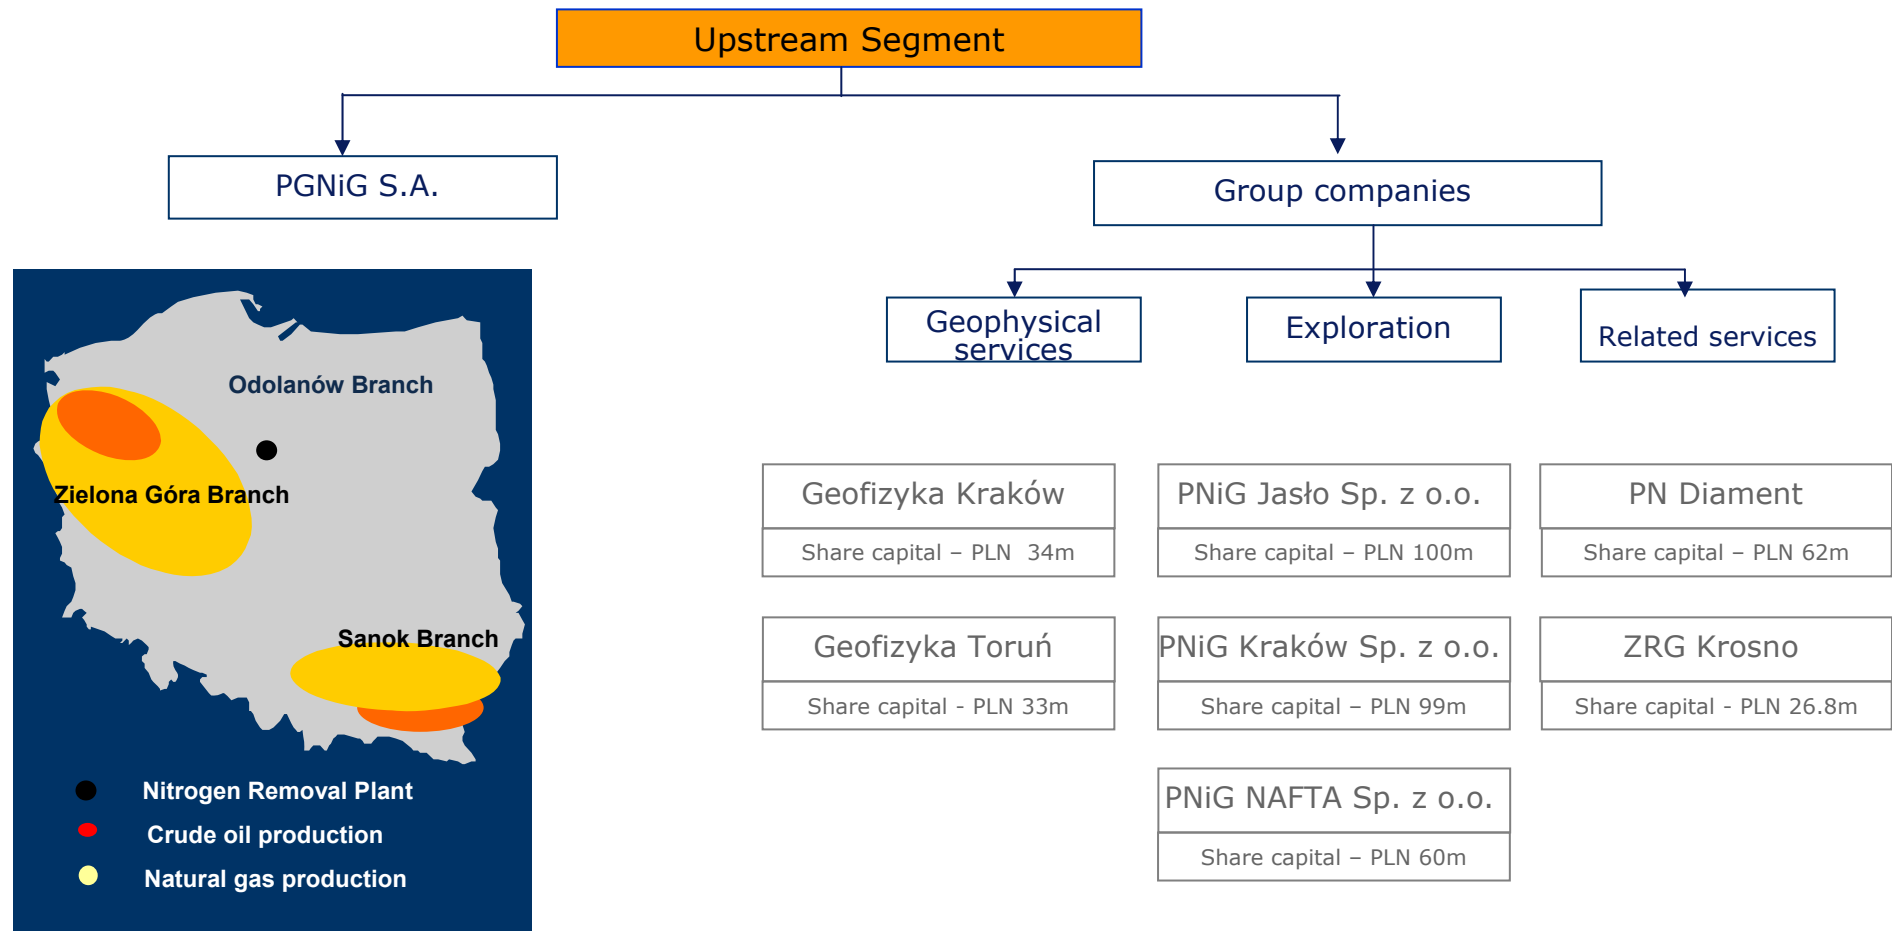 Upstream Segment
PGNiG S.A.
Group companies
Geophysical
services
Exploration
Related services
Odolanów Branch
Zielona Góra Branch
Sanok Branch
Nitrogen Removal Plant
Crude oil production
Natural gas production
Geofizyka Kraków
Share capital – PLN  34m
Geofizyka Toruń
Share capital - PLN 33m
PNiG Jasło Sp. z o.o.
Share capital – PLN 100m
PNiG Kraków Sp. z o.o.
Share capital – PLN 99m
PNiG NAFTA Sp. z o.o.
Share capital – PLN 60m
PN Diament
Share capital – PLN 62m
ZRG Krosno
Share capital - PLN 26.8m